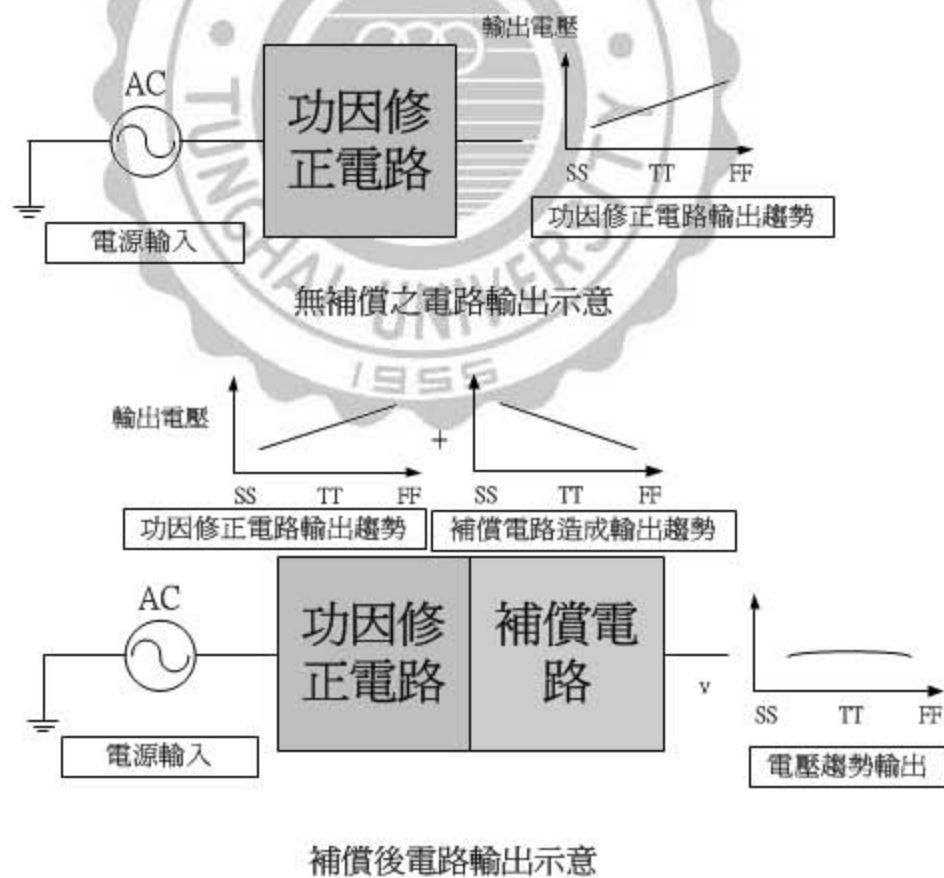 輸出電壓
AC
功因修
正電路
SS TT FF
功因修正電路輸出趨勢
電源輸入
無補償之電路輸出示意
TUNGHAI UNIVERSITY
1955
輸出電壓
+
SS TT FF
SS TT FF
功因修正電路輸出趨勢
補償電路造成輸出趨勢
AC
功因修
正電路
補償電
路
v
SS TT FF
電源輸入
電壓趨勢輸出
補償後電路輸出示意